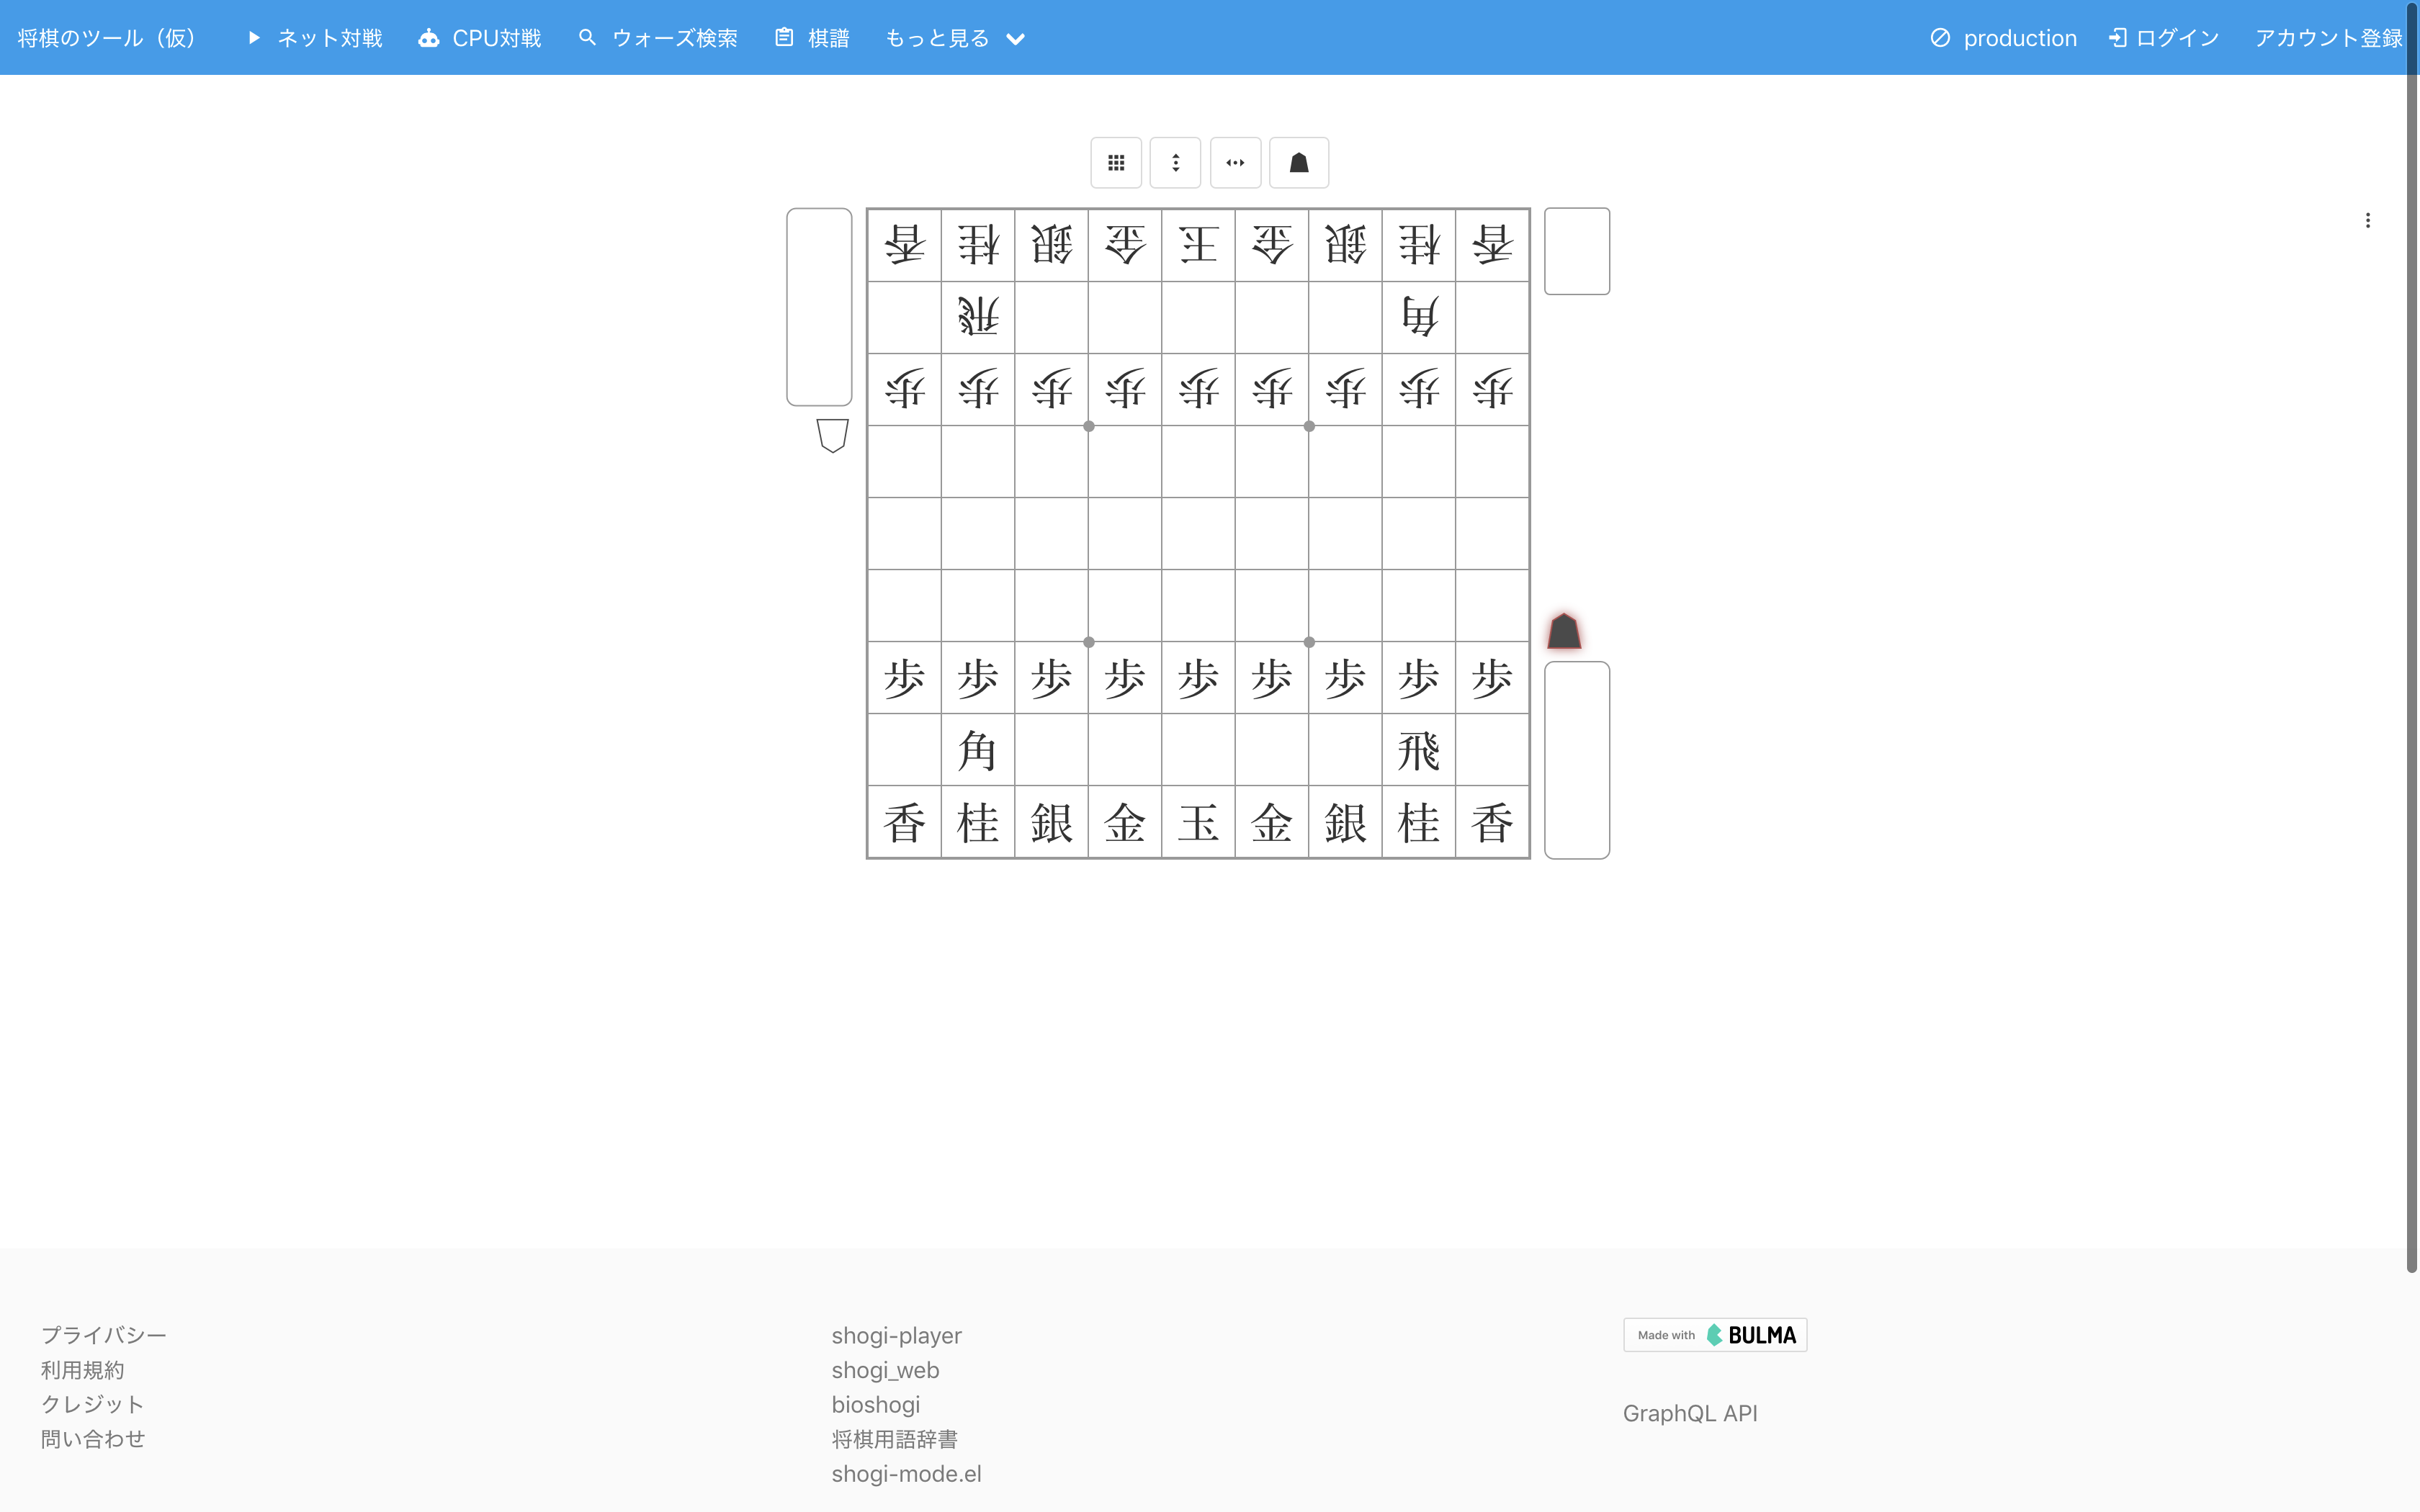 将棋のツール（仮） ネット対戦 CPU対戦 ウォーズ検索 棋譜 もっと見る production ログイン アカウント登録
香桂銀金王金銀桂香
飛角
歩歩歩歩歩歩歩歩歩
歩歩歩歩歩歩歩歩歩
角飛
香桂銀金玉金銀桂香
プライバシー
利用規約
クレジット
問い合わせ
shogi-player
shogi_web
bioshogi
将棋用語辞書
shogi-mode.el
Made with BULMA
GraphQL API